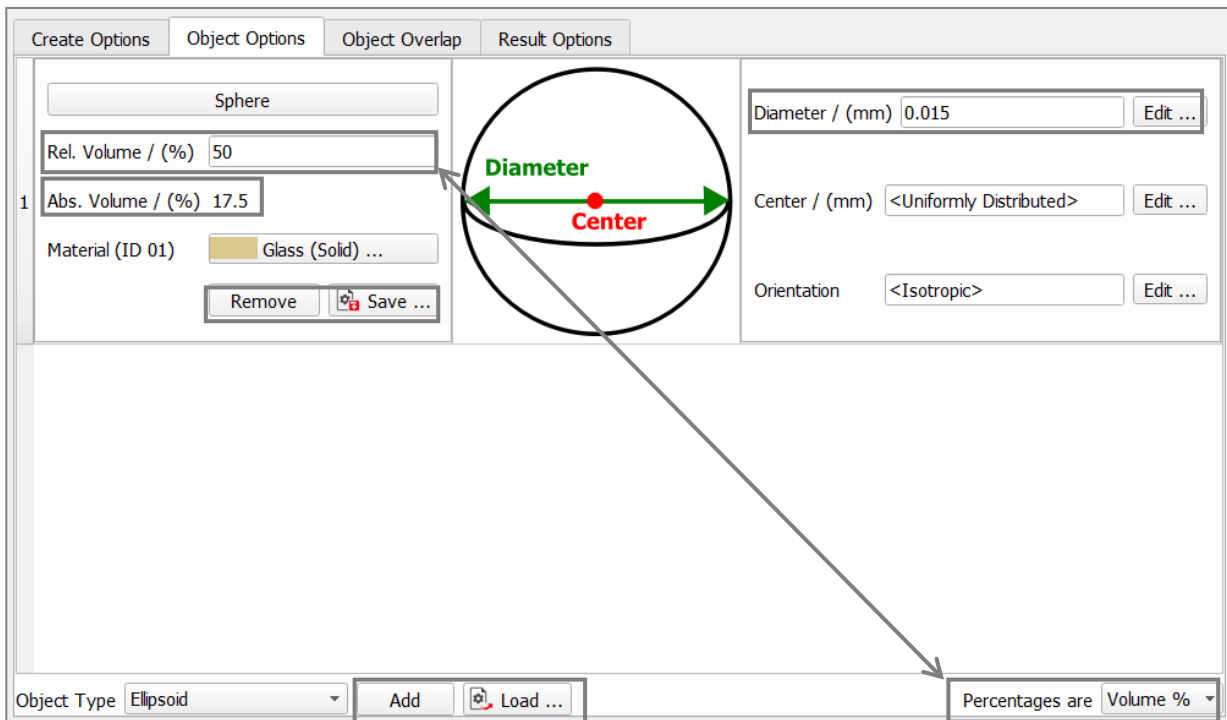 Create Options
Object Options
Object Overlap
Result Options
1
Sphere
Rel. Volume / (%) 50
Abs. Volume / (%) 17.5
Material (ID 01) Glass (Solid) ...
Remove Save ...
Diameter
Center
Diameter / (mm) 0.015 Edit ...
Center / (mm) <Uniformly Distributed> Edit ...
Orientation <Isotropic> Edit ...
Object Type Ellipsoid Add Load ... Percentages are Volume %